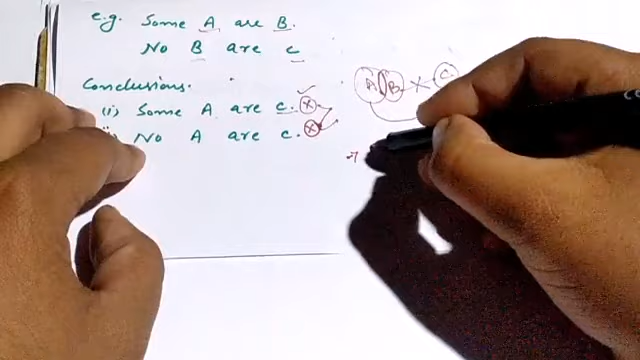 e.g. Some A are B.
No B are c
Conclusions.
(i) Some A are c.
No A are c.
A B C